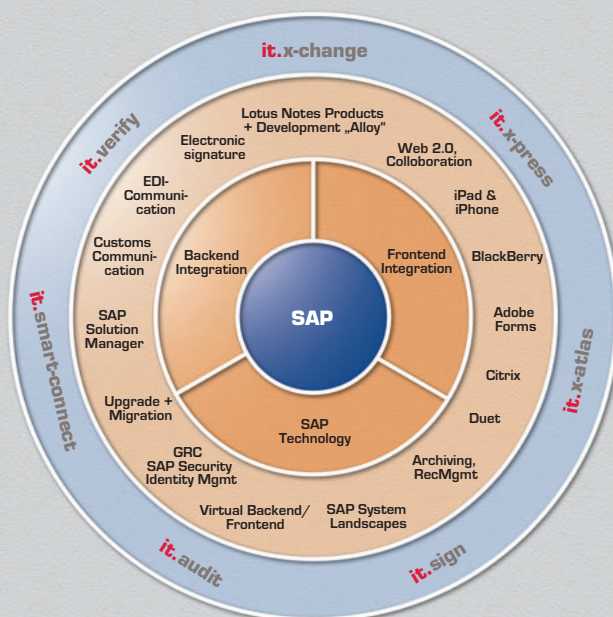 it.x-change
it.x-press
it.x-atlas
it.sign
it.audit
it.smart-connect
it.verify
Lotus Notes Products
+ Development „Alloy“
Web 2.0,
Colloboration
iPad &
iPhone
BlackBerry
Adobe
Forms
Citrix
Duet
Archiving,
RecMgmt
SAP System
Landscapes
Virtual Backend/
Frontend
GRC
SAP Security
Identity Mgmt
Upgrade +
Migration
SAP
Solution
Manager
Customs
Communi-
cation
EDI-
Communi-
cation
Electronic
signature
Backend
Integration
Frontend
Integration
SAP
Technology
SAP